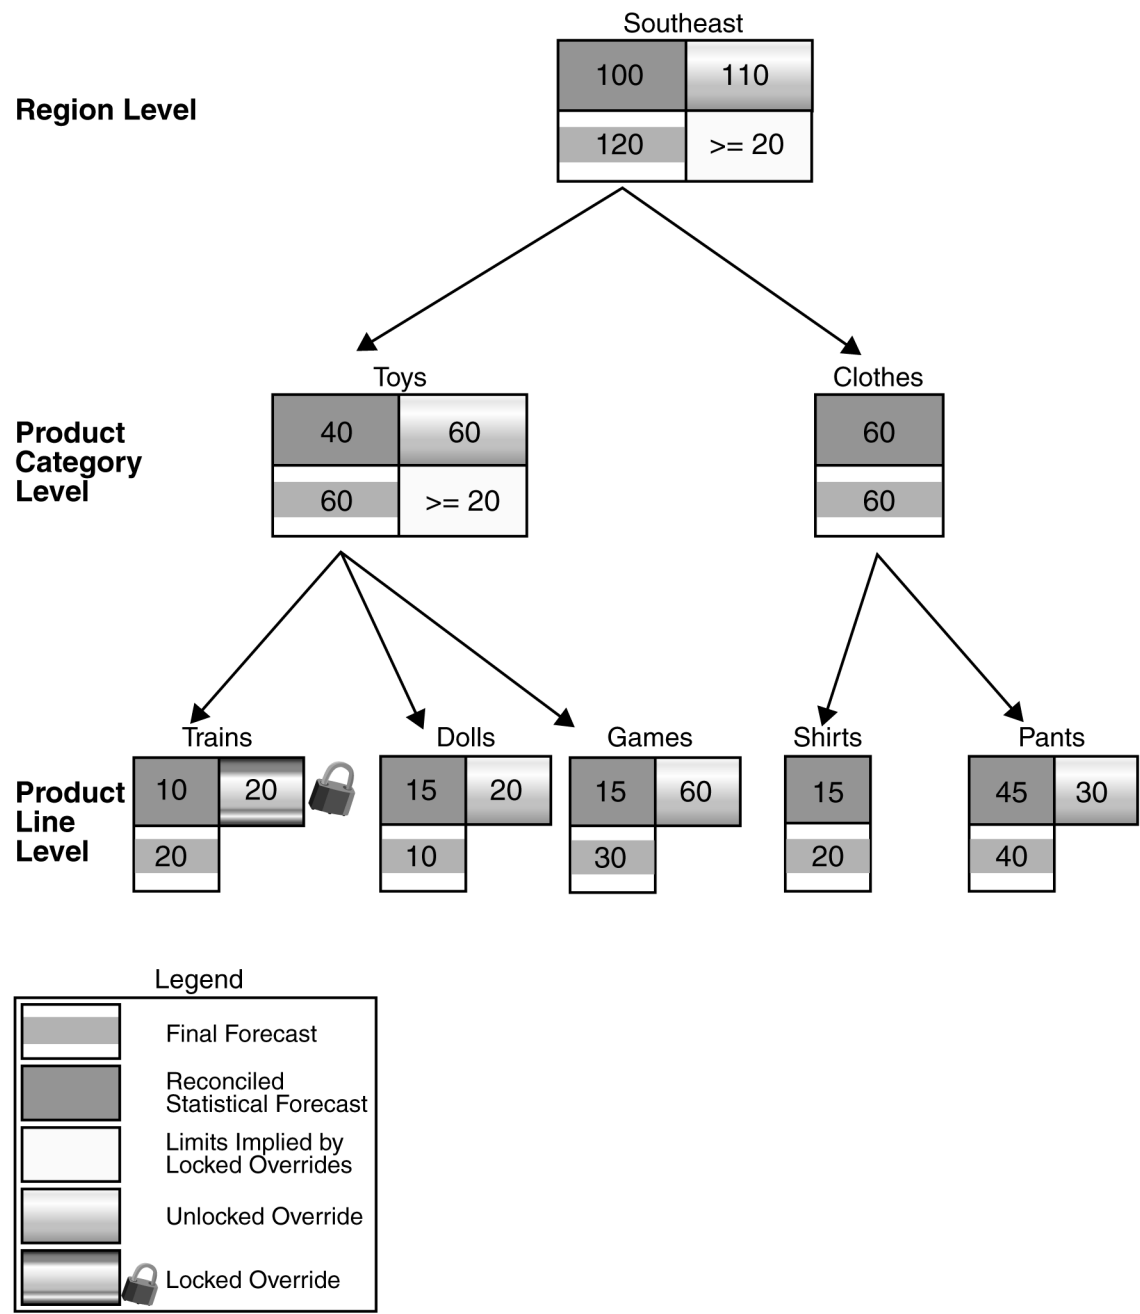 Southeast
100 110
Region Level
120 >= 20
Toys Clothes
40 60 60
Product
Category
Level
60 >= 20 60
Trains Dolls Games Shirts Pants
10 20 15 20 15 60 15 45 30
Product
Line
Level
20 10 30 20 40
Legend
Final Forecast
Reconciled
Statistical Forecast
Limits Implied by
Locked Overrides
Unlocked Override
Locked Override